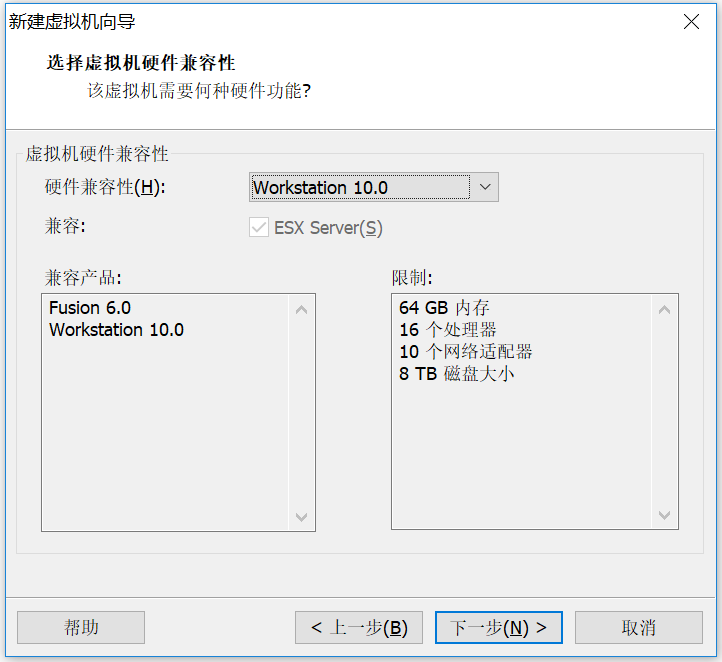 新建虚拟机向导
选择虚拟机硬件兼容性
该虚拟机需要何种硬件功能?
虚拟机硬件兼容性
硬件兼容性(H):
Workstation 10.0
兼容:
ESX Server(S)
兼容产品:
Fusion 6.0
Workstation 10.0
限制:
64 GB 内存
16 个处理器
10 个网络适配器
8 TB 磁盘大小
帮助
< 上一步(B)
下一步(N) >
取消